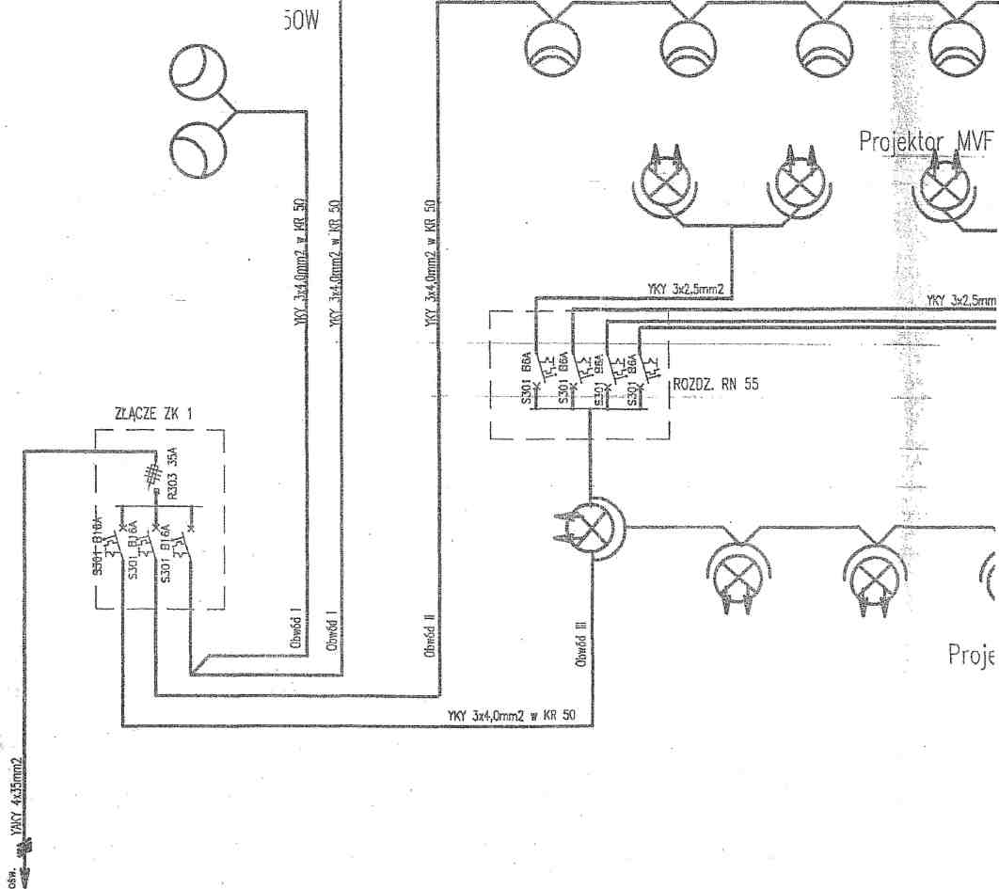 50W
Projektor MVF
YKY 3x4,0mm2 w KR 50
YKY 3x4,0mm2 w KR 50
YKY 3x4,0mm2 w KR 50
YKY 3x2,5mm2
YKY 3x2,5mm
S301 B6A
S301 B6A
S301 B6A
S301 B6A
ROZDZ. RN 55
ZŁĄCZE ZK 1
R303 35A
S301 B16A
S301 B16A
S301 B16A
Obwód I
Obwód I
Obwód II
Obwód III
Proje
YKY 3x4,0mm2 w KR 50
YAKY 4x35mm2
ośw.